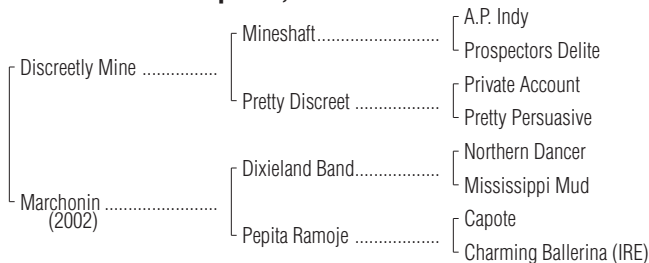 A.P. Indy
Mineshaft
Prospectors Delite
Discreetly Mine
Private Account
Pretty Discreet
Pretty Persuasive
Northern Dancer
Dixieland Band
Mississippi Mud
Marchonin
(2002)
Capote
Pepita Ramoje
Charming Ballerina (IRE)